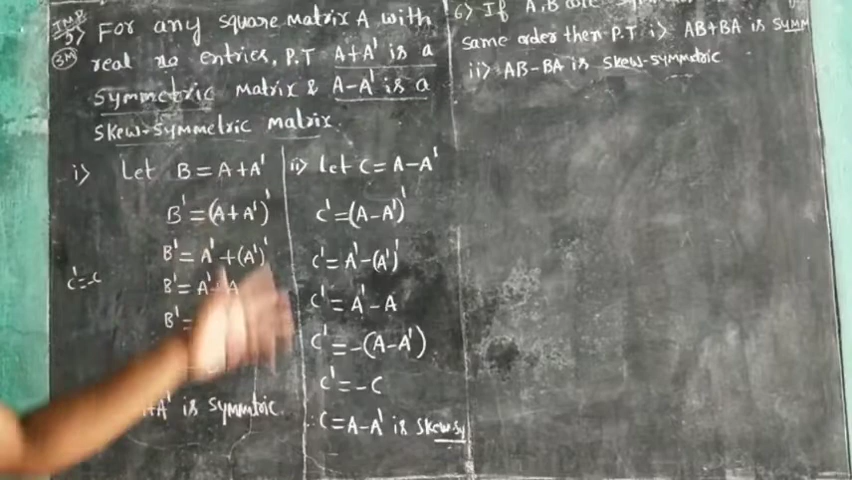 IMP
5) For any square Matrix A with
3M real no entries, P.T A+A' is a
Symmetric Matrix & A-A' is a
Skew-Symmetric matrix.
i) Let B = A+A'
B' = (A+A')'
B' = A' + (A')'
B' = A' + A
B' =
+A' is symmetric.
C' = -C
ii) Let C = A-A'
C' = (A-A')'
C' = A' - (A')'
C' = A' - A
C' = -(A-A')
C' = -C
∴ C = A-A' is skewsy
6) If A, B are
same order then P.T i) AB+BA is symm
ii) AB-BA is skew-symmetric